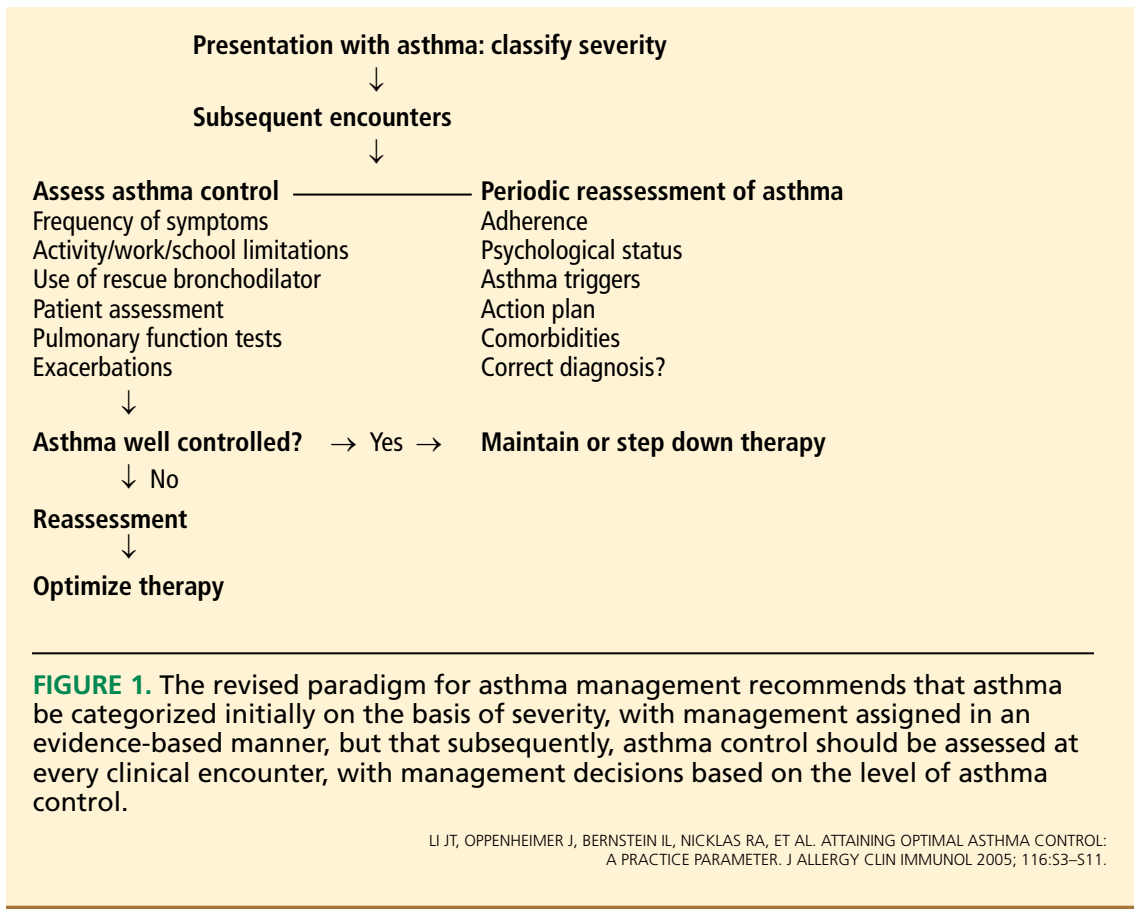 Presentation with asthma: classify severity
↓
Subsequent encounters
↓
Assess asthma control
Frequency of symptoms
Activity/work/school limitations
Use of rescue bronchodilator
Patient assessment
Pulmonary function tests
Exacerbations
Periodic reassessment of asthma
Adherence
Psychological status
Asthma triggers
Action plan
Comorbidities
Correct diagnosis?
↓
Asthma well controlled? → Yes → Maintain or step down therapy
↓ No
Reassessment
↓
Optimize therapy
FIGURE 1. The revised paradigm for asthma management recommends that asthma
be categorized initially on the basis of severity, with management assigned in an
evidence-based manner, but that subsequently, asthma control should be assessed at
every clinical encounter, with management decisions based on the level of asthma
control.
LI JT, OPPENHEIMER J, BERNSTEIN IL, NICKLAS RA, ET AL. ATTAINING OPTIMAL ASTHMA CONTROL:
A PRACTICE PARAMETER. J ALLERGY CLIN IMMUNOL 2005; 116:S3–S11.